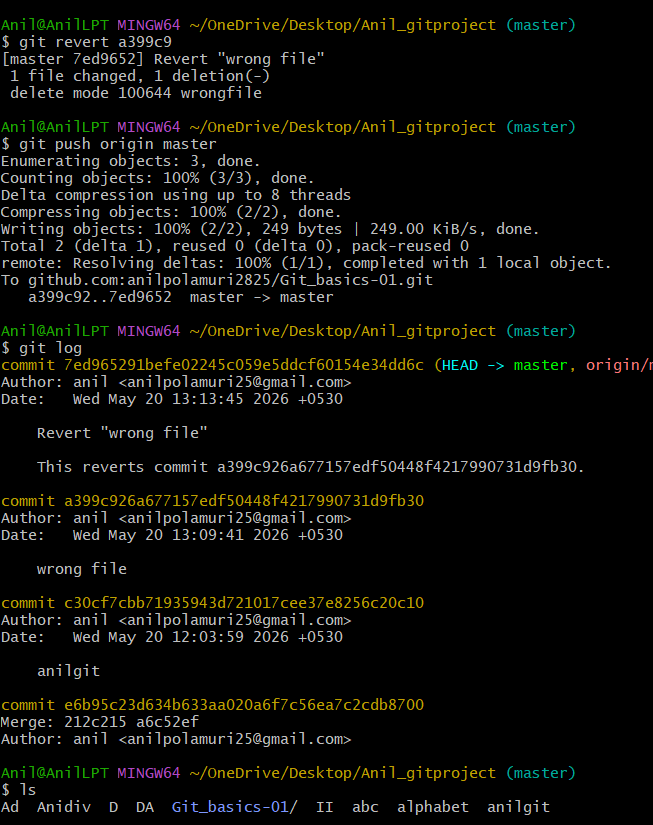 Anil@AnilLPT MINGW64 ~/OneDrive/Desktop/Anil_gitproject (master)
$ git revert a399c9
[master 7ed9652] Revert "wrong file"
 1 file changed, 1 deletion(-)
 delete mode 100644 wrongfile

Anil@AnilLPT MINGW64 ~/OneDrive/Desktop/Anil_gitproject (master)
$ git push origin master
Enumerating objects: 3, done.
Counting objects: 100% (3/3), done.
Delta compression using up to 8 threads
Compressing objects: 100% (2/2), done.
Writing objects: 100% (2/2), 249 bytes | 249.00 KiB/s, done.
Total 2 (delta 1), reused 0 (delta 0), pack-reused 0
remote: Resolving deltas: 100% (1/1), completed with 1 local object.
To github.com:anilpolamuri2825/Git_basics-01.git
   a399c92..7ed9652  master -> master

Anil@AnilLPT MINGW64 ~/OneDrive/Desktop/Anil_gitproject (master)
$ git log
commit 7ed965291befe02245c059e5ddcf60154e34dd6c (HEAD -> master, origin/
Author: anil <anilpolamuri25@gmail.com>
Date:   Wed May 20 13:13:45 2026 +0530

    Revert "wrong file"

    This reverts commit a399c926a677157edf50448f4217990731d9fb30.

commit a399c926a677157edf50448f4217990731d9fb30
Author: anil <anilpolamuri25@gmail.com>
Date:   Wed May 20 13:09:41 2026 +0530

    wrong file

commit c30cf7cbb71935943d721017cee37e8256c20c10
Author: anil <anilpolamuri25@gmail.com>
Date:   Wed May 20 12:03:59 2026 +0530

    anilgit

commit e6b95c23d634b633aa020a6f7c56ea7c2cdb8700
Merge: 212c215 a6c52ef
Author: anil <anilpolamuri25@gmail.com>

Anil@AnilLPT MINGW64 ~/OneDrive/Desktop/Anil_gitproject (master)
$ ls
Ad  Anidiv  D  DA  Git_basics-01/  II  abc  alphabet  anilgit